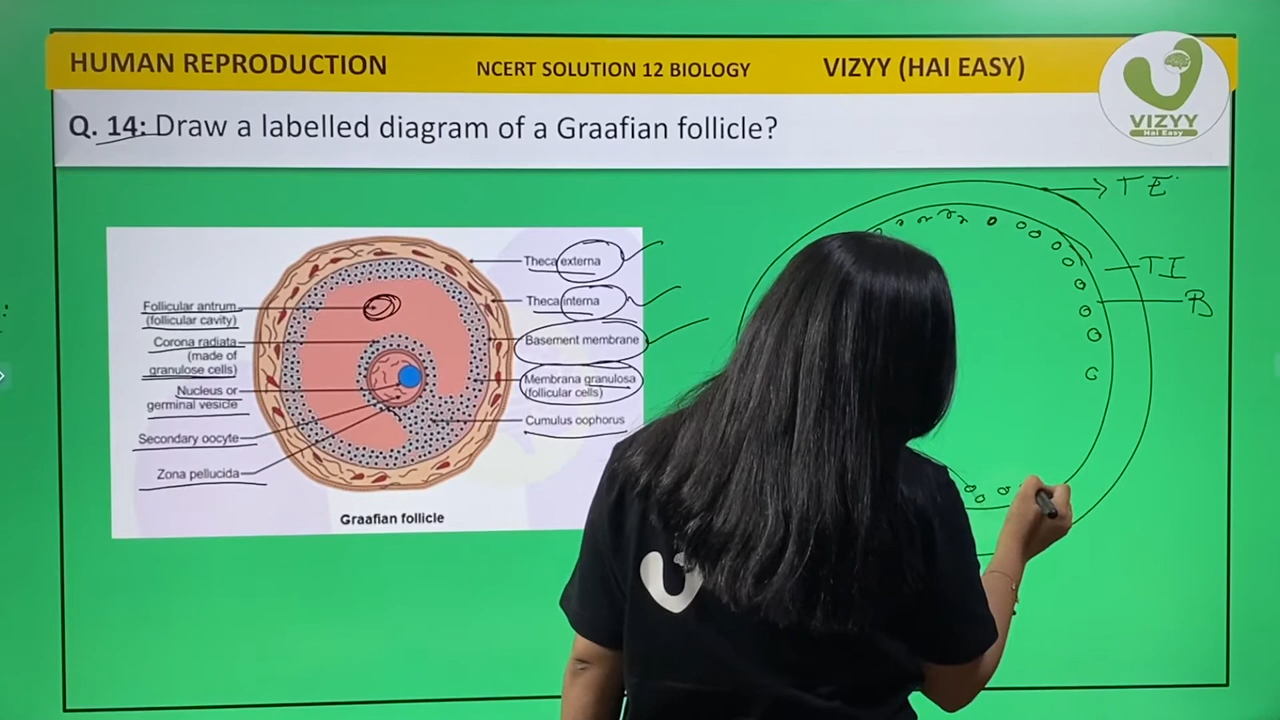 HUMAN REPRODUCTION
NCERT SOLUTION 12 BIOLOGY
VIZYY (HAI EASY)
VIZYY
Hai Easy
Q. 14: Draw a labelled diagram of a Graafian follicle?
Follicular antrum
(follicular cavity)
Corona radiata
(made of
granulose cells)
Nucleus or
germinal vesicle
Secondary oocyte
Zona pellucida
Theca externa
Theca interna
Basement membrane
Membrana granulosa
(follicular cells)
Cumulus oophorus
Graafian follicle
TE
TI
B